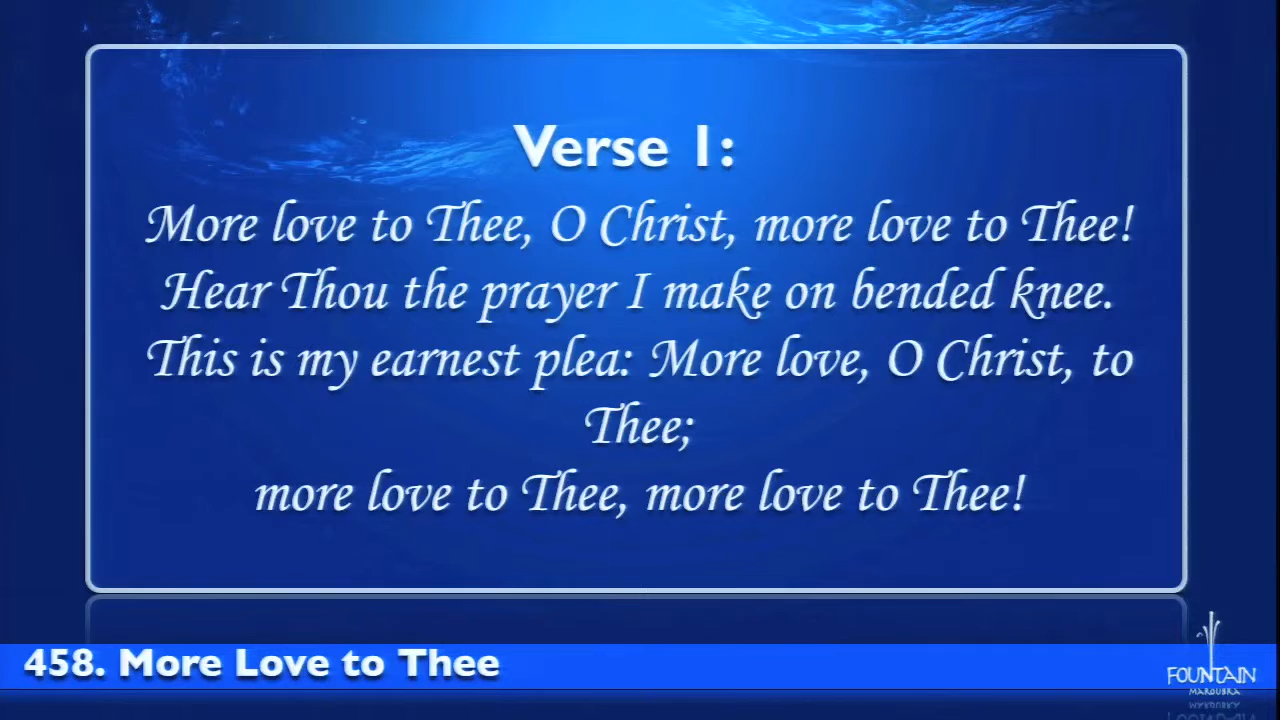 Verse 1:
More love to Thee, O Christ, more love to Thee!
Hear Thou the prayer I make on bended knee.
This is my earnest plea: More love, O Christ, to
Thee;
more love to Thee, more love to Thee!
458. More Love to Thee
FOUNTAIN
MAROUBRA